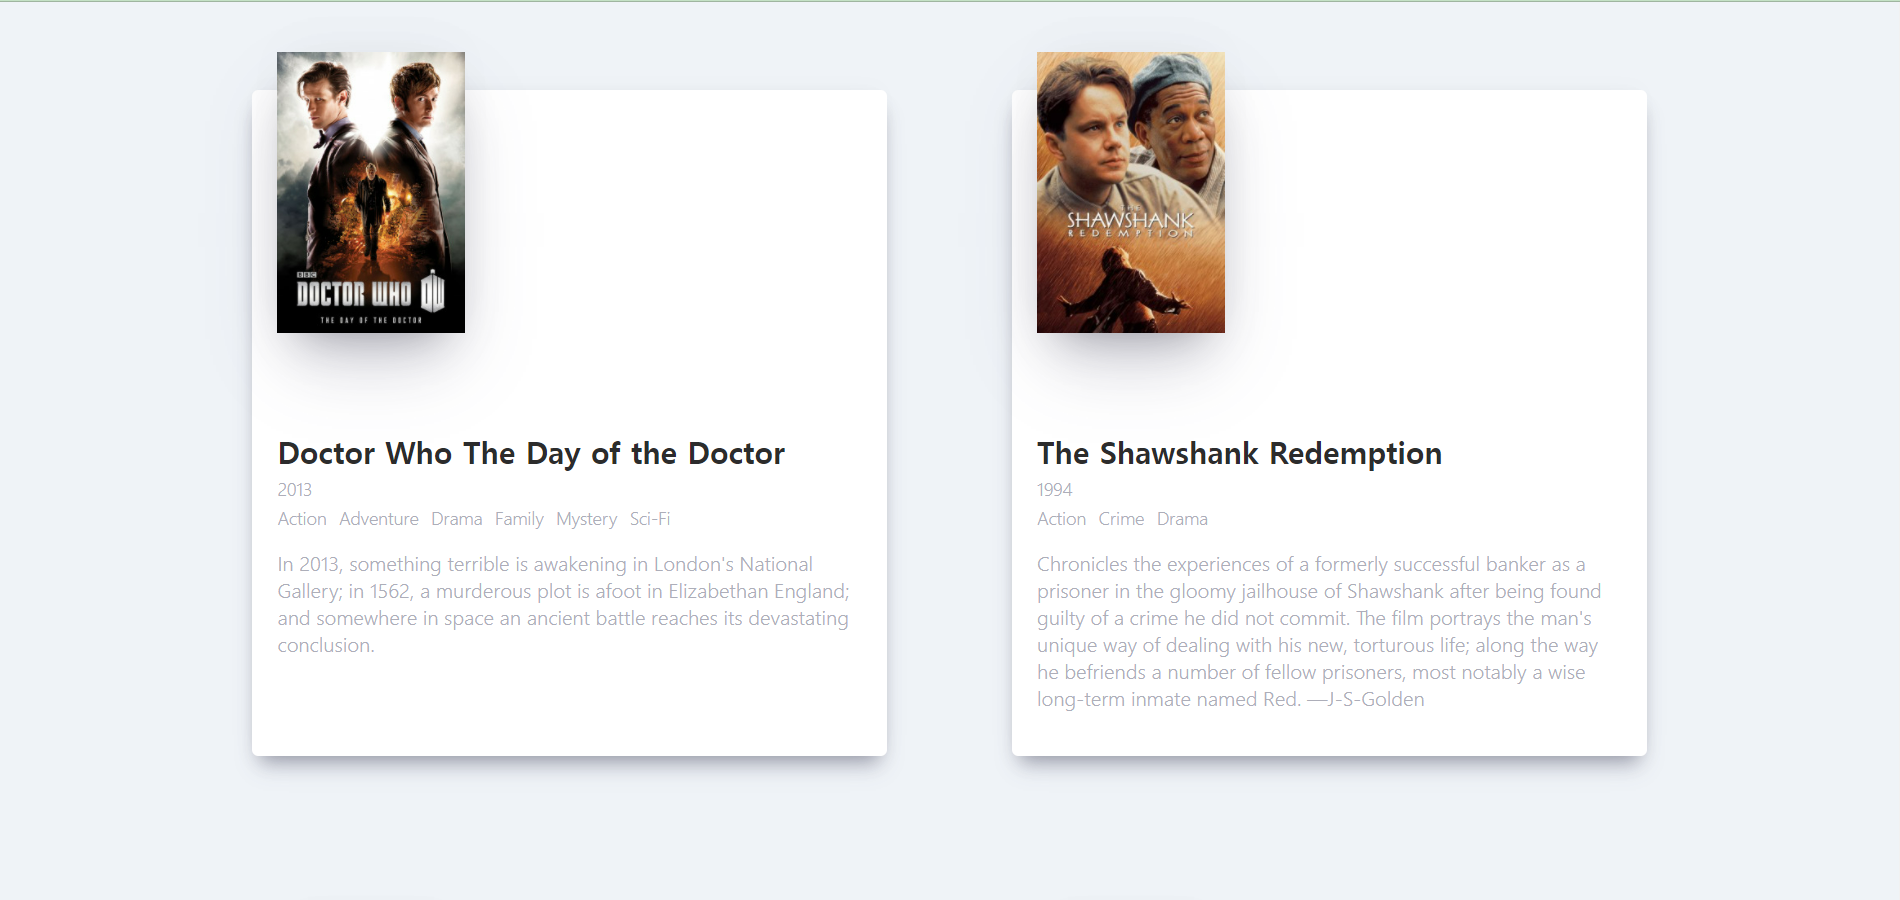 BBC
DOCTOR WHO DW
THE DAY OF THE DOCTOR
Doctor Who The Day of the Doctor
2013
Action Adventure Drama Family Mystery Sci-Fi
In 2013, something terrible is awakening in London's National
Gallery; in 1562, a murderous plot is afoot in Elizabethan England;
and somewhere in space an ancient battle reaches its devastating
conclusion.
THE
SHAWSHANK
REDEMPTION
The Shawshank Redemption
1994
Action Crime Drama
Chronicles the experiences of a formerly successful banker as a
prisoner in the gloomy jailhouse of Shawshank after being found
guilty of a crime he did not commit. The film portrays the man's
unique way of dealing with his new, torturous life; along the way
he befriends a number of fellow prisoners, most notably a wise
long-term inmate named Red. —J-S-Golden